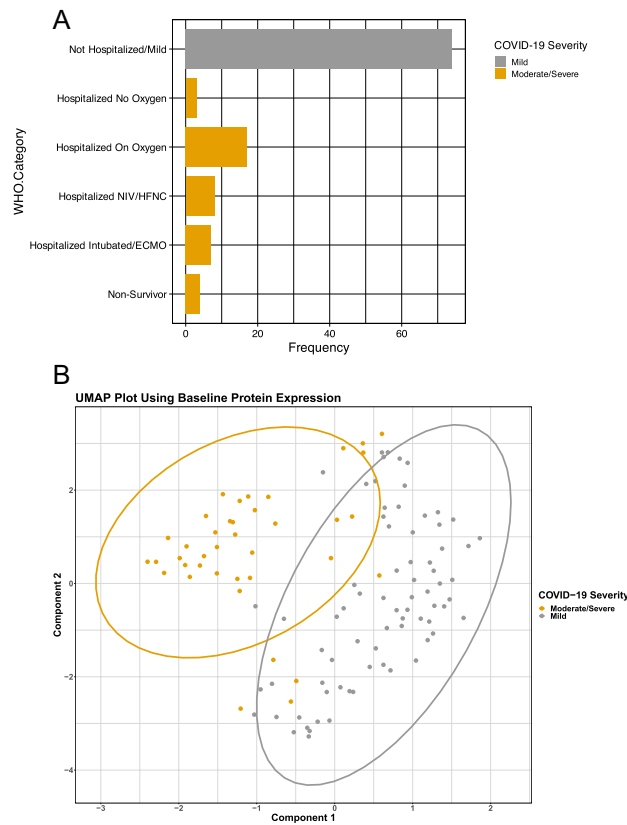 A
WHO.Category
Not Hospitalized/Mild
Hospitalized No Oxygen
Hospitalized On Oxygen
Hospitalized NIV/HFNC
Hospitalized Intubated/ECMO
Non-Survivor
0 20 40 60
Frequency
COVID-19 Severity
Mild
Moderate/Severe
B
UMAP Plot Using Baseline Protein Expression
Component 2
2
0
−2
−4
−3 −2 −1 0 1 2
Component 1
COVID−19 Severity
Moderate/Severe
Mild